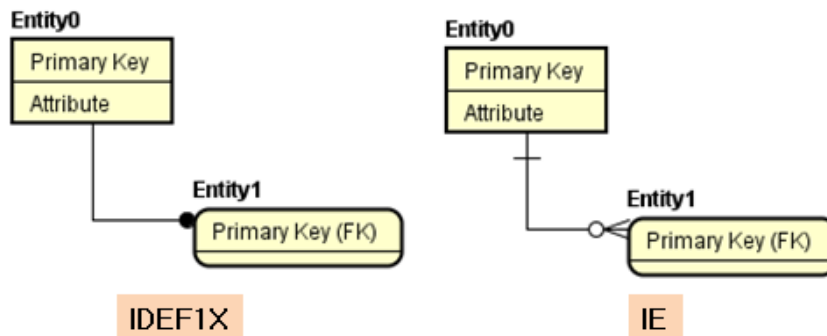 Entity0
Primary Key
Attribute
Entity1
Primary Key (FK)
IDEF1X
Entity0
Primary Key
Attribute
Entity1
Primary Key (FK)
IE